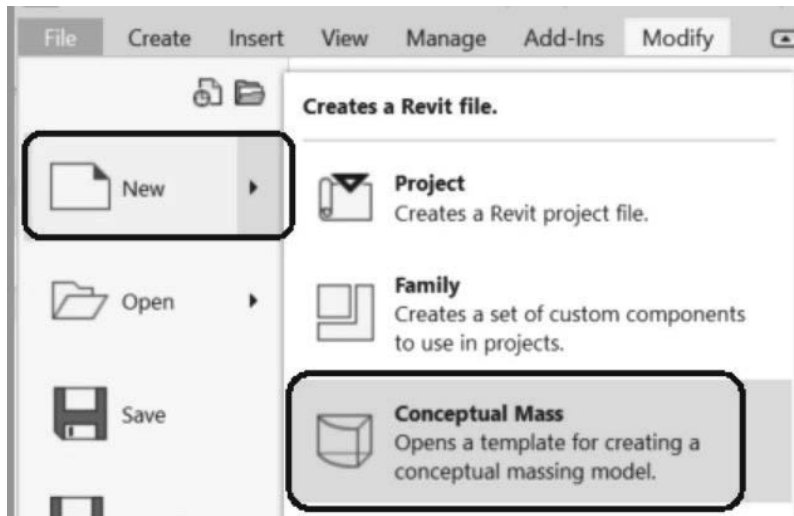 File Create Insert View Manage Add-Ins Modify
Creates a Revit file.
New
Project
Creates a Revit project file.
Open
Family
Creates a set of custom components
to use in projects.
Save
Conceptual Mass
Opens a template for creating a
conceptual massing model.